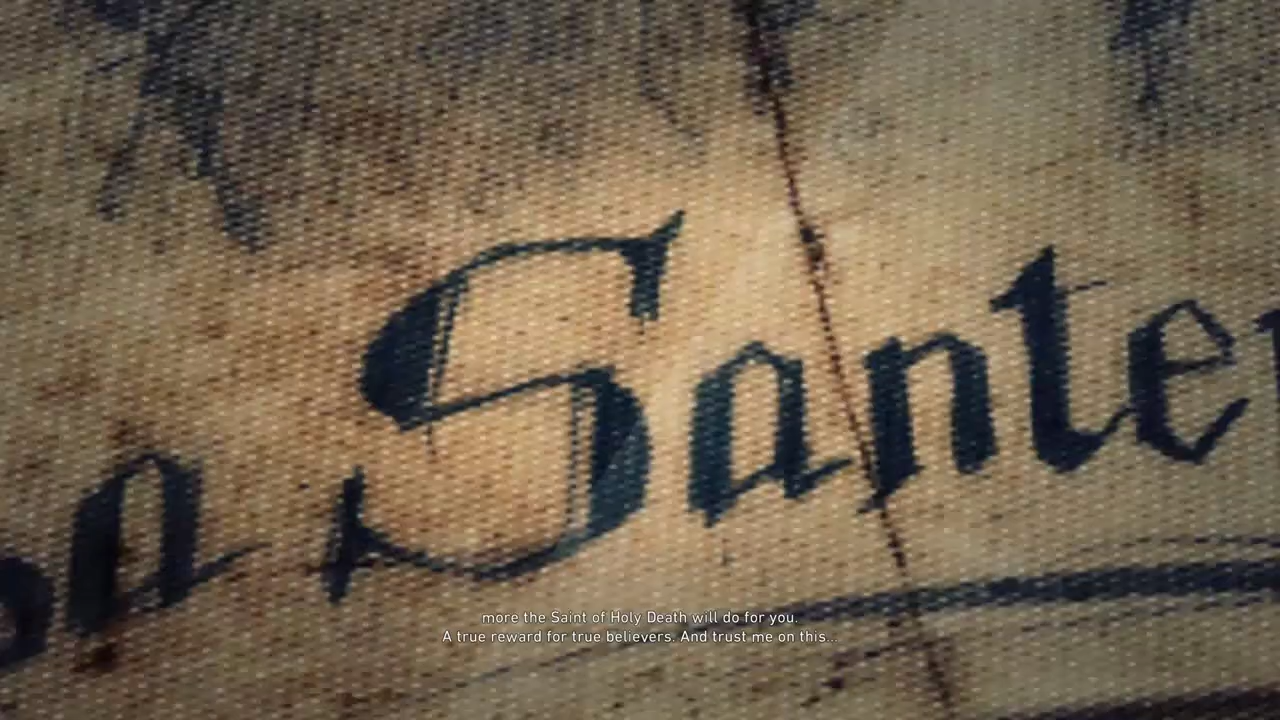 a Sante
more the Saint of Holy Death will do for you.
A true reward for true believers. And trust me on this...